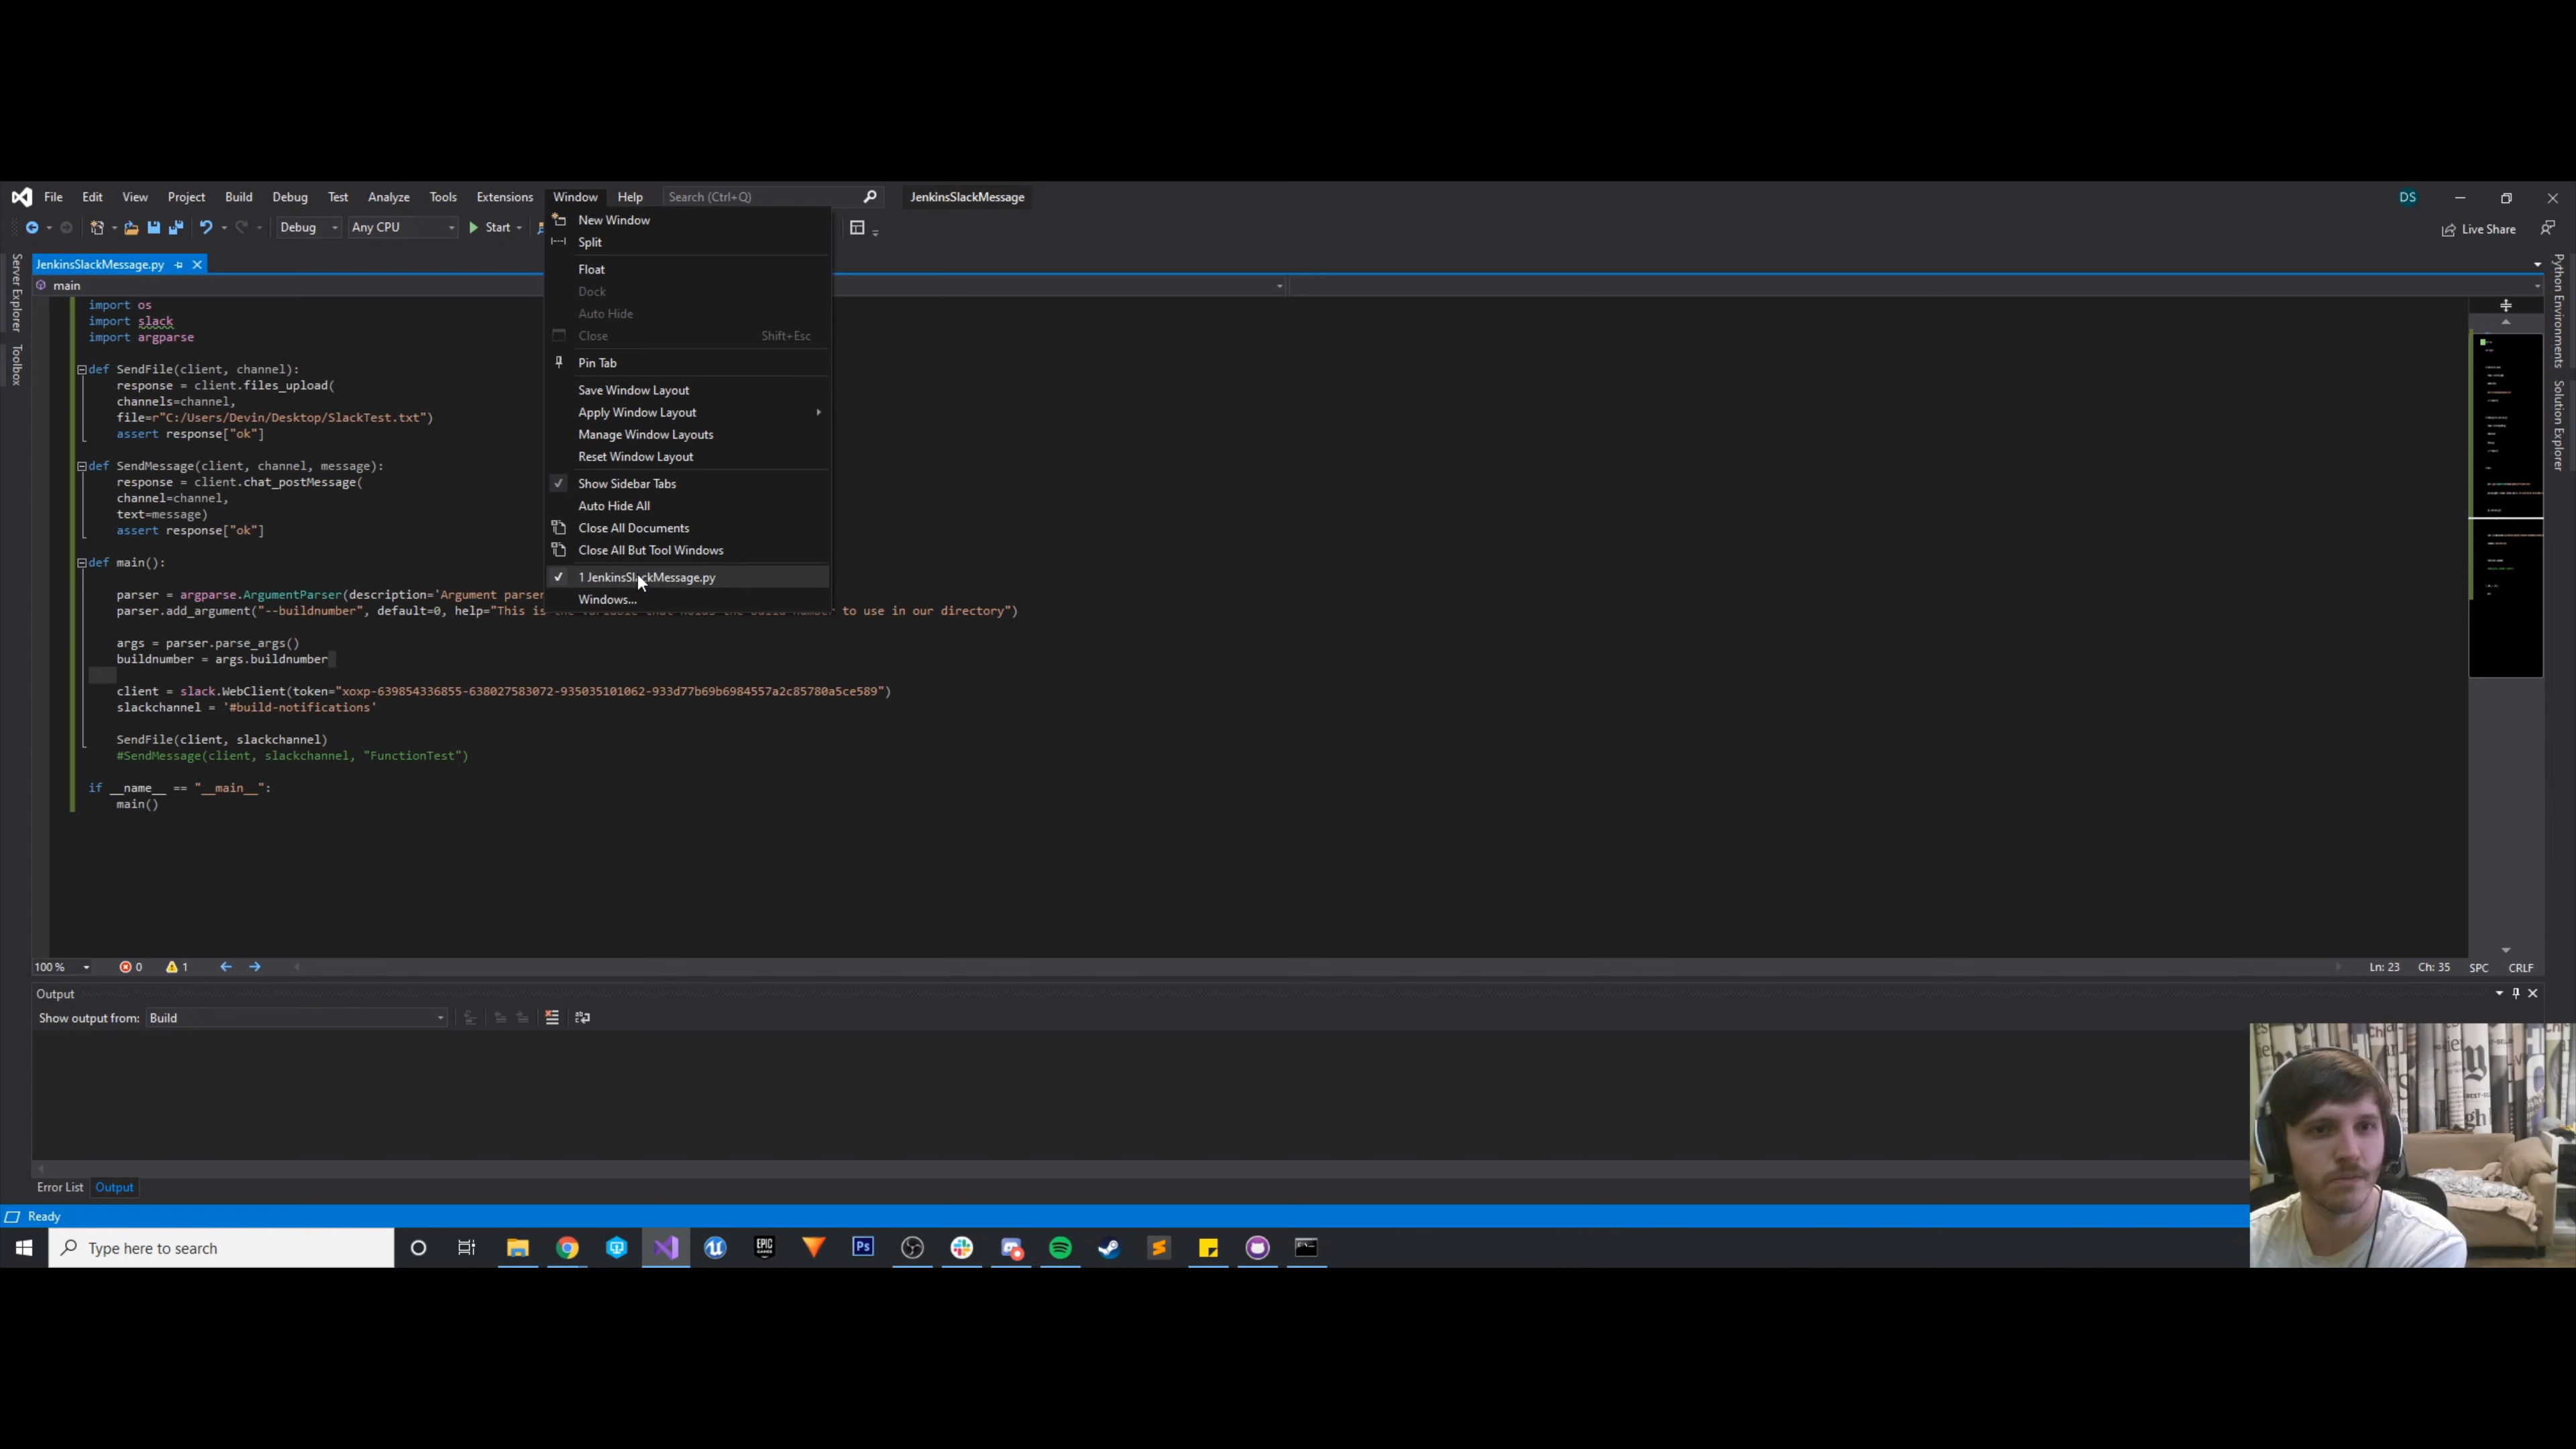 File Edit View Project Build Debug Test Analyze Tools Extensions Window Help Search (Ctrl+Q) JenkinsSlackMessage DS
Debug Any CPU Start Live Share
New Window
Split
Float
Dock
Auto Hide
Close Shift+Esc
Pin Tab
Save Window Layout
Apply Window Layout
Manage Window Layouts
Reset Window Layout
Show Sidebar Tabs
Auto Hide All
Close All Documents
Close All But Tool Windows
1 JenkinsSlackMessage.py
Windows...
Server Explorer
Toolbox
JenkinsSlackMessage.py
main
import os
import slack
import argparse
def SendFile(client, channel):
response = client.files_upload(
channels=channel,
file=r"C:/Users/Devin/Desktop/SlackTest.txt")
assert response["ok"]
def SendMessage(client, channel, message):
response = client.chat_postMessage(
channel=channel,
text=message)
assert response["ok"]
def main():
parser = argparse.ArgumentParser(description='Argument parser
parser.add_argument("--buildnumber", default=0, help="This is the variable that holds the build number to use in our directory")
args = parser.parse_args()
buildnumber = args.buildnumber
client = slack.WebClient(token="xoxp-639854336855-638027583072-935035101062-933d77b69b6984557a2c85780a5ce589")
slackchannel = '#build-notifications'
SendFile(client, slackchannel)
#SendMessage(client, slackchannel, "FunctionTest")
if __name__ == "__main__":
main()
Python Environments
Solution Explorer
100 % 0 1 Ln: 23 Ch: 35 SPC CRLF
Output
Show output from: Build
Error List Output
Ready
Type here to search